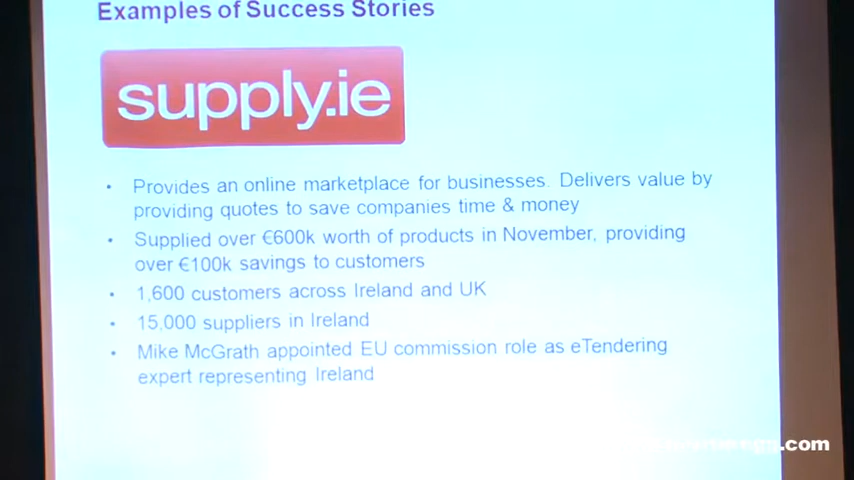 Examples of Success Stories
supply.ie
• Provides an online marketplace for businesses. Delivers value by
providing quotes to save companies time & money
• Supplied over €600k worth of products in November, providing
over €100k savings to customers
• 1,600 customers across Ireland and UK
• 15,000 suppliers in Ireland
• Mike McGrath appointed EU commission role as eTendering
expert representing Ireland